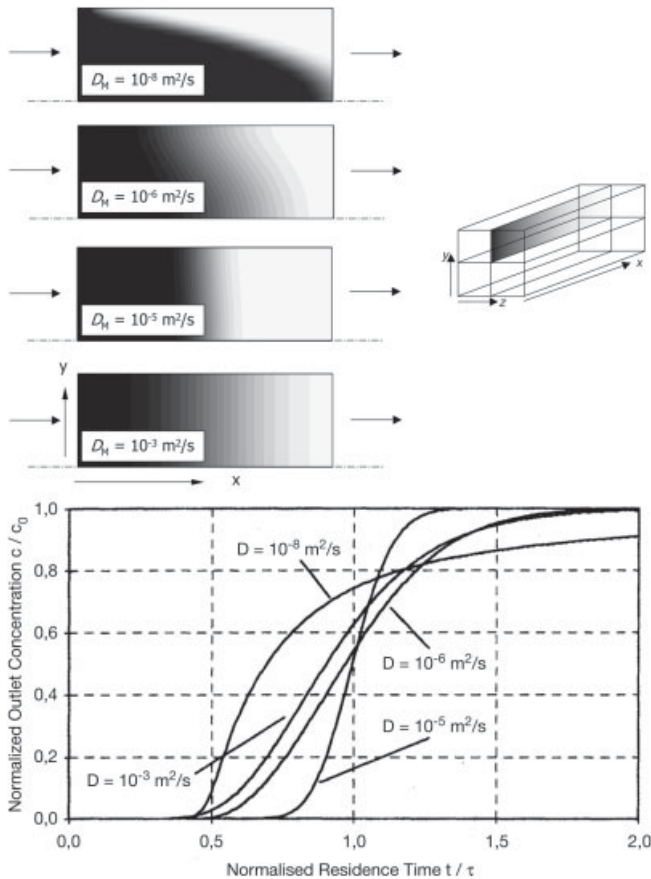 D_M = 10⁻⁸ m²/s
D_M = 10⁻⁶ m²/s
D_M = 10⁻⁵ m²/s
y
D_M = 10⁻³ m²/s
x
y
z
x
Normalized Outlet Concentration c / c₀
1,0
0,8
0,6
0,4
0,2
0,0
D = 10⁻⁸ m²/s
D = 10⁻⁶ m²/s
D = 10⁻⁵ m²/s
D = 10⁻³ m²/s
0,0 0,5 1,0 1,5 2,0
Normalised Residence Time t / τ